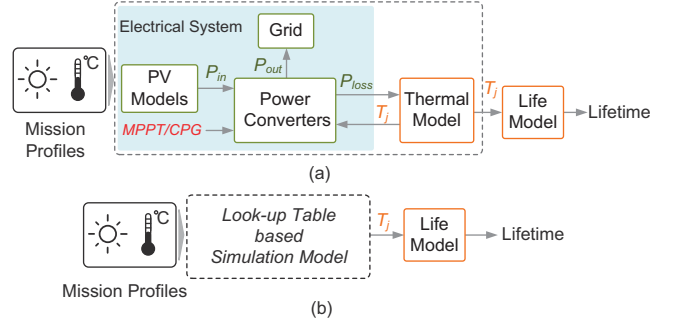 Electrical System
Grid
°C
PV
Models
P_in
P_out
P_loss
Power
Converters
Thermal
Model
T_j
T_j
Life
Model
Lifetime
MPPT/CPG
Mission
Profiles
(a)
°C
Look-up Table
based
Simulation Model
T_j
Life
Model
Lifetime
Mission Profiles
(b)